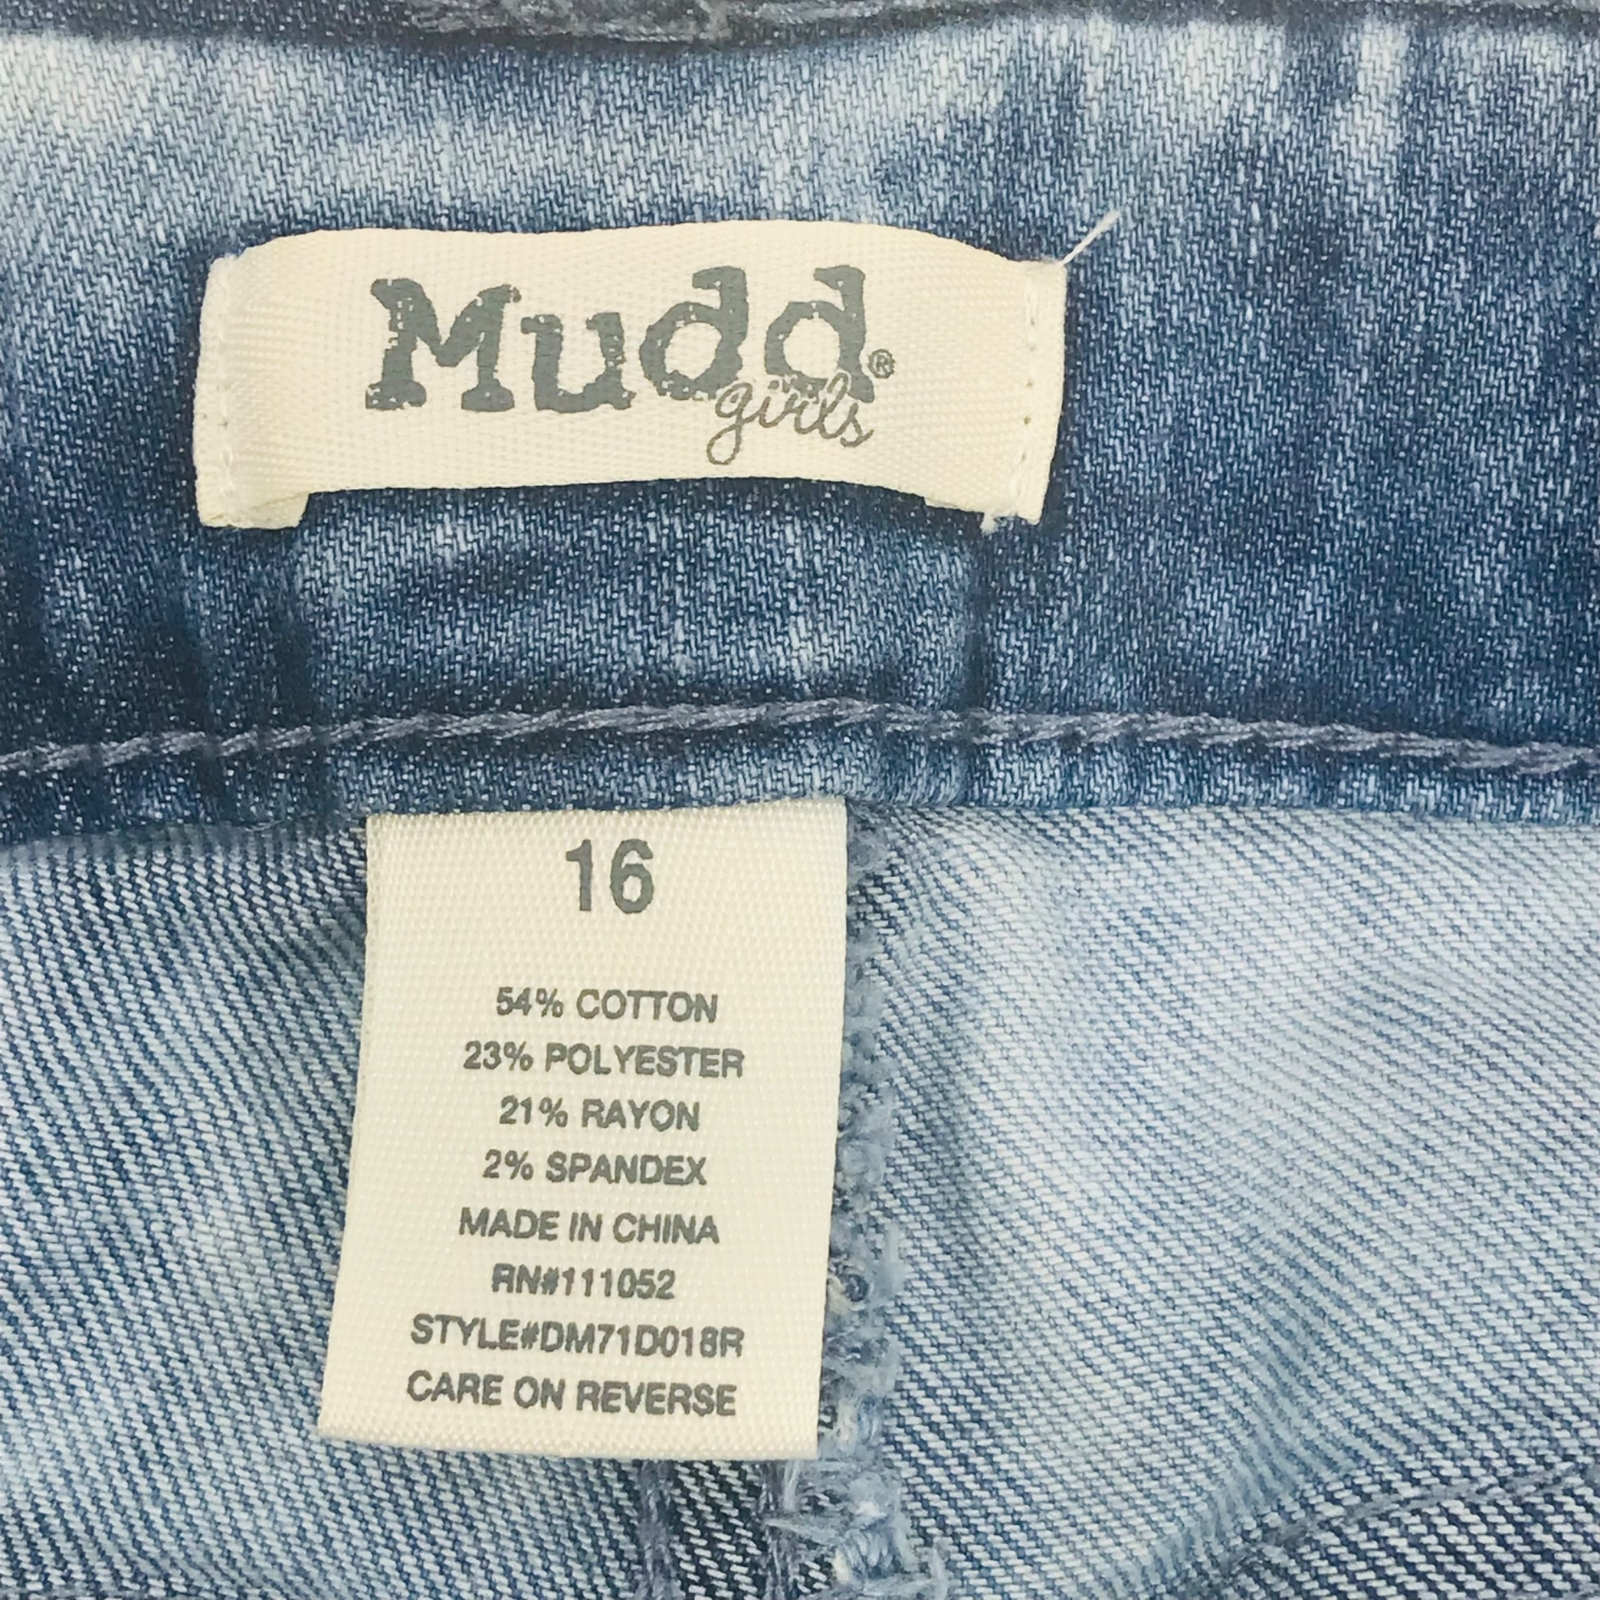 Mudd®
girls
16
54% COTTON
23% POLYESTER
21% RAYON
2% SPANDEX
MADE IN CHINA
RN#111052
STYLE#DM71D018R
CARE ON REVERSE